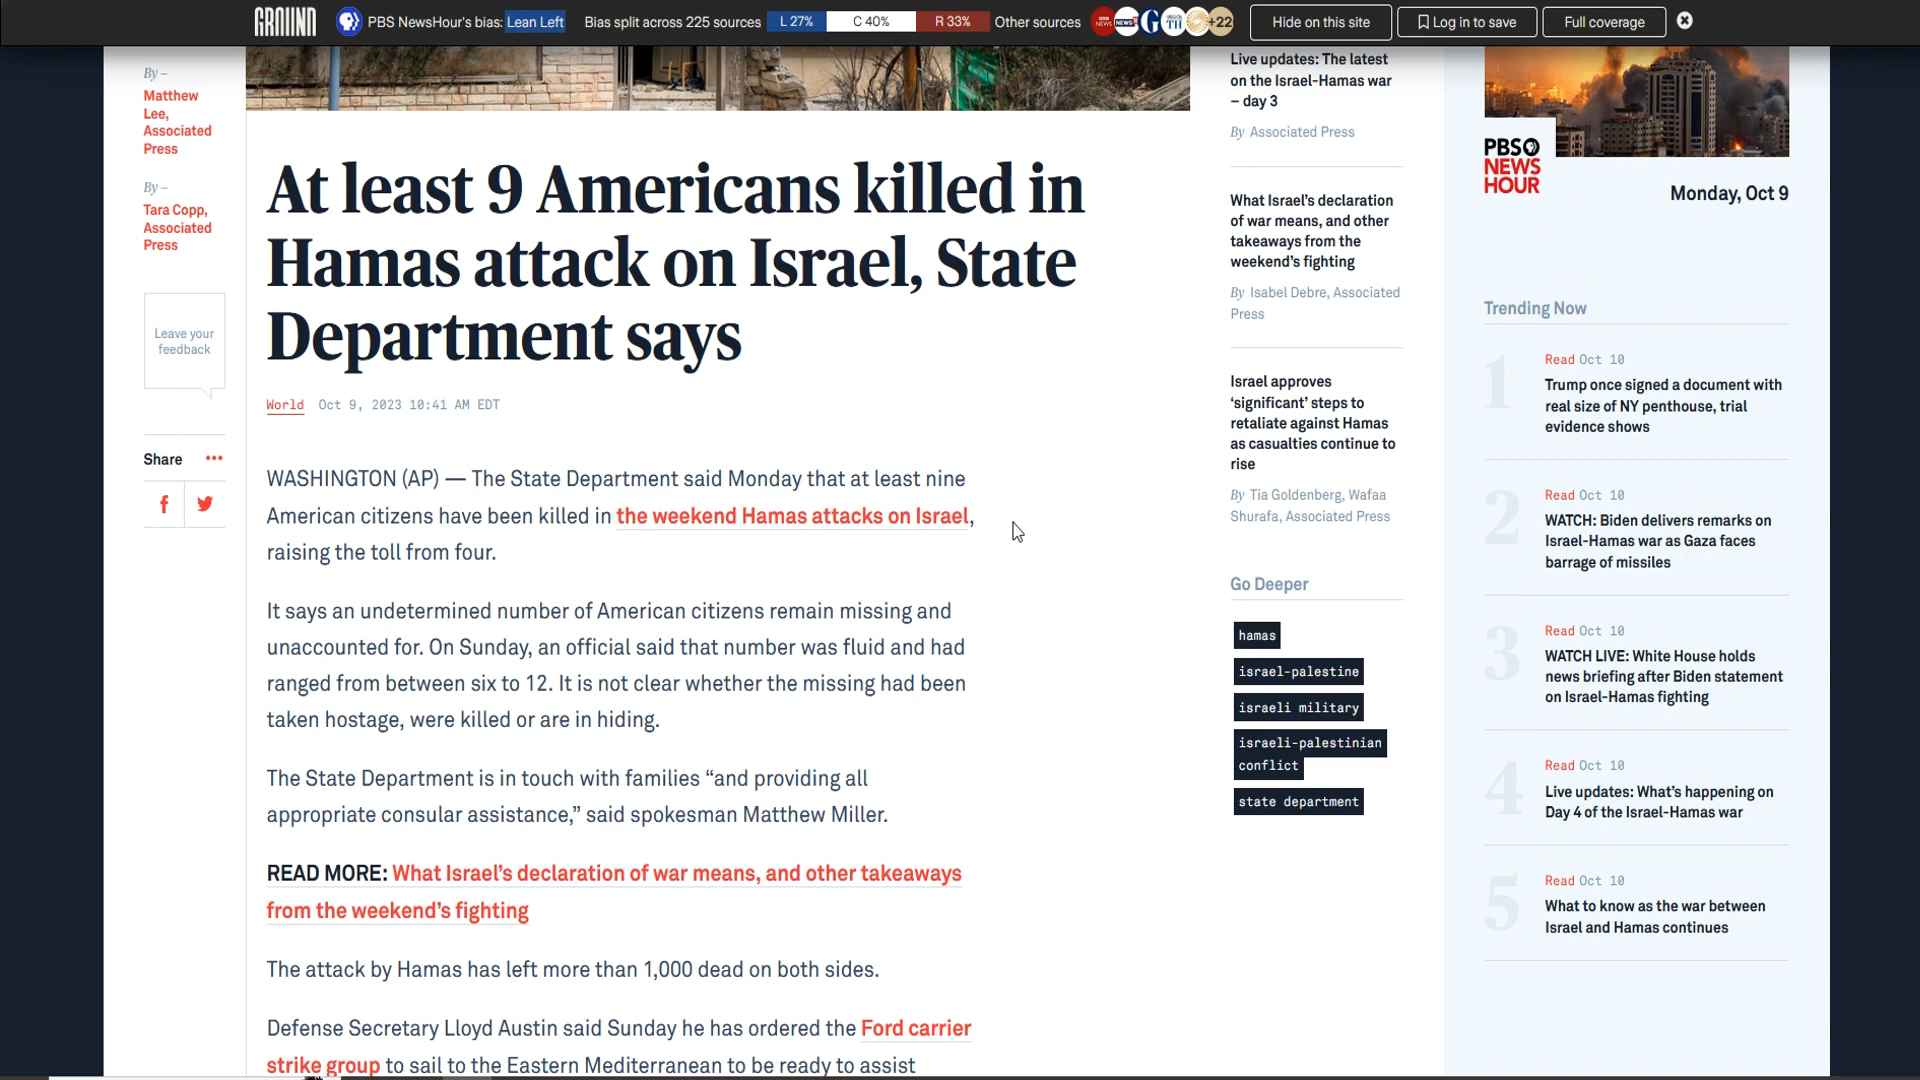 GROUND
PBS NewsHour's bias: Lean Left
Bias split across 225 sources
L 27%
C 40%
R 33%
Other sources
+22
Hide on this site
Log in to save
Full coverage
By –
Matthew
Lee,
Associated
Press
By –
Tara Copp,
Associated
Press
Leave your
feedback
Share
At least 9 Americans killed in
Hamas attack on Israel, State
Department says
World Oct 9, 2023 10:41 AM EDT
WASHINGTON (AP) — The State Department said Monday that at least nine
American citizens have been killed in the weekend Hamas attacks on Israel,
raising the toll from four.
It says an undetermined number of American citizens remain missing and
unaccounted for. On Sunday, an official said that number was fluid and had
ranged from between six to 12. It is not clear whether the missing had been
taken hostage, were killed or are in hiding.
The State Department is in touch with families “and providing all
appropriate consular assistance,” said spokesman Matthew Miller.
READ MORE: What Israel’s declaration of war means, and other takeaways
from the weekend’s fighting
The attack by Hamas has left more than 1,000 dead on both sides.
Defense Secretary Lloyd Austin said Sunday he has ordered the Ford carrier
strike group to sail to the Eastern Mediterranean to be ready to assist
Live updates: The latest
on the Israel-Hamas war
– day 3
By Associated Press
What Israel’s declaration
of war means, and other
takeaways from the
weekend’s fighting
By Isabel Debre, Associated
Press
Israel approves
‘significant’ steps to
retaliate against Hamas
as casualties continue to
rise
By Tia Goldenberg, Wafaa
Shurafa, Associated Press
Go Deeper
hamas
israel-palestine
israeli military
israeli-palestinian
conflict
state department
PBS
NEWS
HOUR
Monday, Oct 9
Trending Now
1
Read Oct 10
Trump once signed a document with
real size of NY penthouse, trial
evidence shows
2
Read Oct 10
WATCH: Biden delivers remarks on
Israel-Hamas war as Gaza faces
barrage of missiles
3
Read Oct 10
WATCH LIVE: White House holds
news briefing after Biden statement
on Israel-Hamas fighting
4
Read Oct 10
Live updates: What’s happening on
Day 4 of the Israel-Hamas war
5
Read Oct 10
What to know as the war between
Israel and Hamas continues